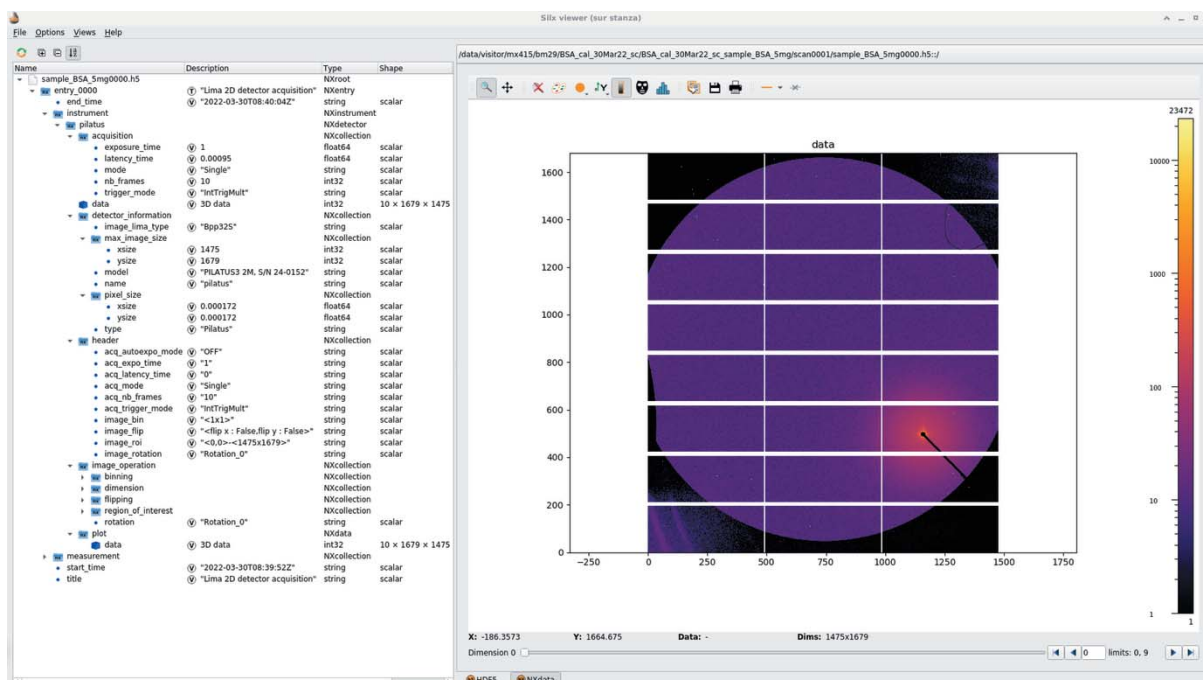 Silx viewer (sur stanza)
File Options Views Help
Name Description Type Shape
sample_BSA_5mg0000.h5 NXroot
entry_0000 "Lima 2D detector acquisition" NXentry
end_time "2022-03-30T08:40:04Z" string scalar
instrument NXinstrument
pilatus NXdetector
acquisition NXcollection
exposure_time 1 float64 scalar
latency_time 0.00095 float64 scalar
mode "Single" string scalar
nb_frames 10 int32 scalar
trigger_mode "IntTrigMult" string scalar
data 3D data int32 10 × 1679 × 1475
detector_information NXcollection
image_lima_type "Bpp32S" string scalar
max_image_size NXcollection
xsize 1475 int32 scalar
ysize 1679 int32 scalar
model "PILATUS3 2M, S/N 24-0152" string scalar
name "pilatus" string scalar
pixel_size NXcollection
xsize 0.000172 float64 scalar
ysize 0.000172 float64 scalar
type "Pilatus" string scalar
header NXcollection
acq_autoexpo_mode "OFF" string scalar
acq_expo_time "1" string scalar
acq_latency_time "0" string scalar
acq_mode "Single" string scalar
acq_nb_frames "10" string scalar
acq_trigger_mode "IntTrigMult" string scalar
image_bin "<1x1>" string scalar
image_flip "<flip x : False,flip y : False>" string scalar
image_roi "<0,0>-<1475x1679>" string scalar
image_rotation "Rotation_0" string scalar
image_operation NXcollection
binning NXcollection
dimension NXcollection
flipping NXcollection
region_of_interest NXcollection
rotation "Rotation_0" string scalar
plot NXdata
data 3D data int32 10 × 1679 × 1475
measurement NXcollection
start_time "2022-03-30T08:39:52Z" string scalar
title "Lima 2D detector acquisition" string scalar
/data/visitor/mx415/bm29/BSA_cal_30Mar22_sc/BSA_cal_30Mar22_sc_sample_BSA_5mg/scan0001/sample_BSA_5mg0000.h5::/
data
1600
1400
1200
1000
800
600
400
200
0
−250 0 250 500 750 1000 1250 1500 1750
23472
10000
1000
100
10
1
1
X: -186.3573 Y: 1664.675 Data: - Dims: 1475x1679
Dimension 0 0 limits: 0, 9
HDF5 NXdata